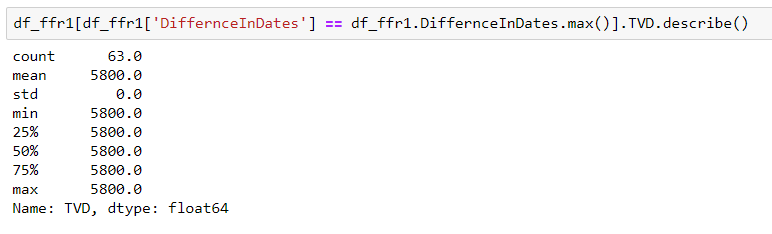 df_ffr1[df_ffr1['DiffernceInDates'] == df_ffr1.DiffernceInDates.max()].TVD.describe()
count 63.0
mean 5800.0
std 0.0
min 5800.0
25% 5800.0
50% 5800.0
75% 5800.0
max 5800.0
Name: TVD, dtype: float64